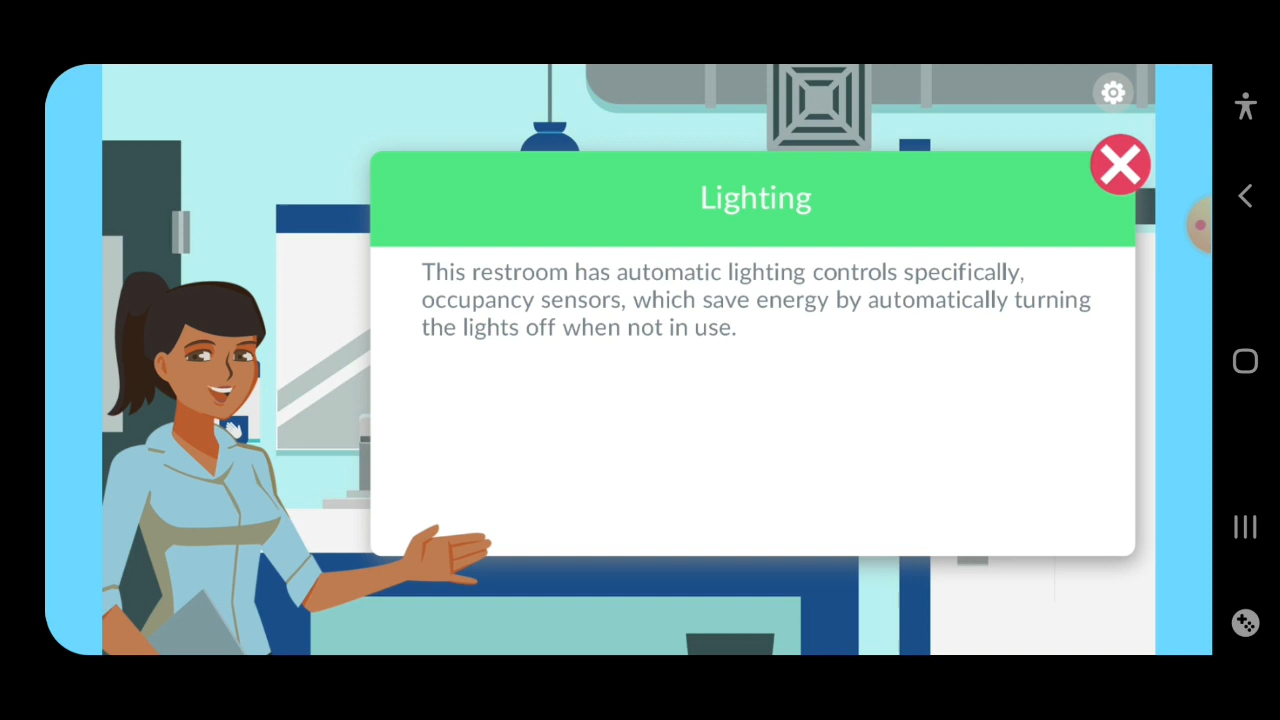 Lighting
This restroom has automatic lighting controls specifically,
occupancy sensors, which save energy by automatically turning
the lights off when not in use.